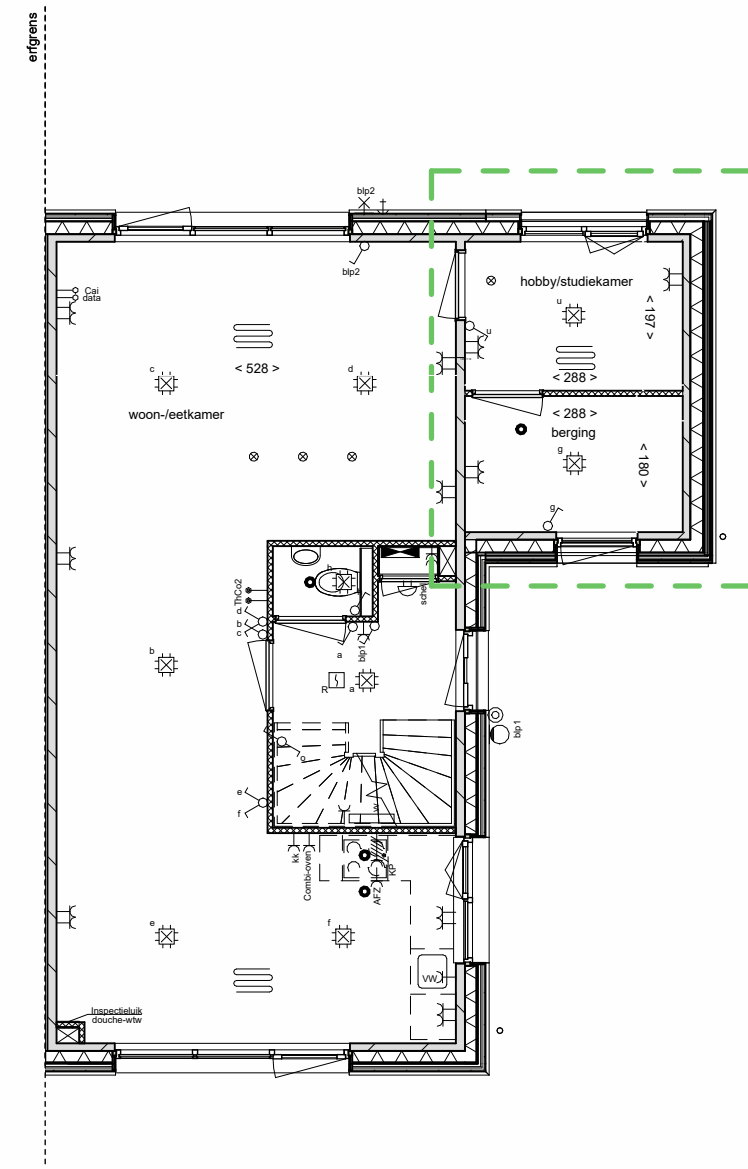 erfgrens
blp2
blp2
Cai
data
hobby/studiekamer
u
< 197 >
u
< 528 >
c
d
< 288 >
woon-/eetkamer
< 288 >
berging
g
< 180 >
g
b
ThCo2
d
b
c
a
blp1
b
R
a
blp1
o
e
f
kk
Combi-oven
KP
AFZ
e
f
VW
Inspectieluik
douche-wtw